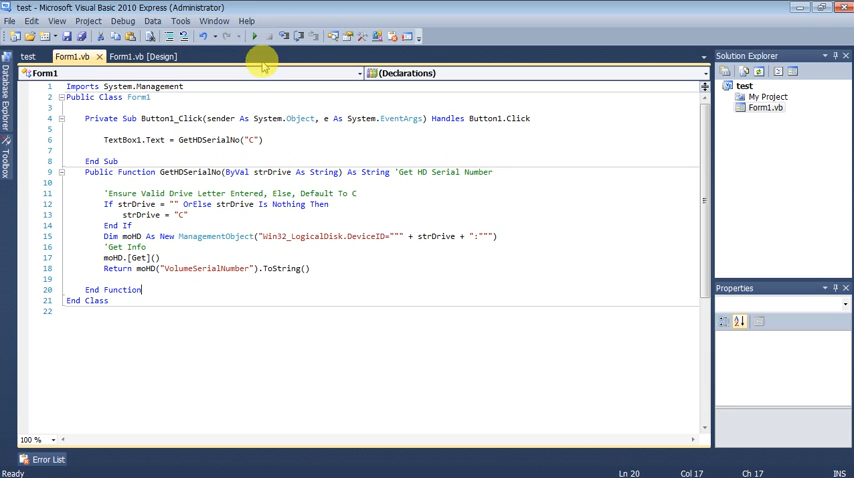 test - Microsoft Visual Basic 2010 Express (Administrator)
File Edit View Project Debug Data Tools Window Help
test Form1.vb Form1.vb [Design]
Form1 (Declarations)
1 Imports System.Management
2 Public Class Form1
3
4 Private Sub Button1_Click(sender As System.Object, e As System.EventArgs) Handles Button1.Click
5
6 TextBox1.Text = GetHDSerialNo("C")
7
8 End Sub
9 Public Function GetHDSerialNo(ByVal strDrive As String) As String 'Get HD Serial Number
10
11 'Ensure Valid Drive Letter Entered, Else, Default To C
12 If strDrive = "" OrElse strDrive Is Nothing Then
13 strDrive = "C"
14 End If
15 Dim moHD As New ManagementObject("Win32_LogicalDisk.DeviceID=""" + strDrive + ":""")
16 'Get Info
17 moHD.[Get]()
18 Return moHD("VolumeSerialNumber").ToString()
19
20 End Function
21 End Class
22
100 %
Database Explorer
Toolbox
Solution Explorer
test
My Project
Form1.vb
Properties
Error List
Ready Ln 20 Col 17 Ch 17 INS